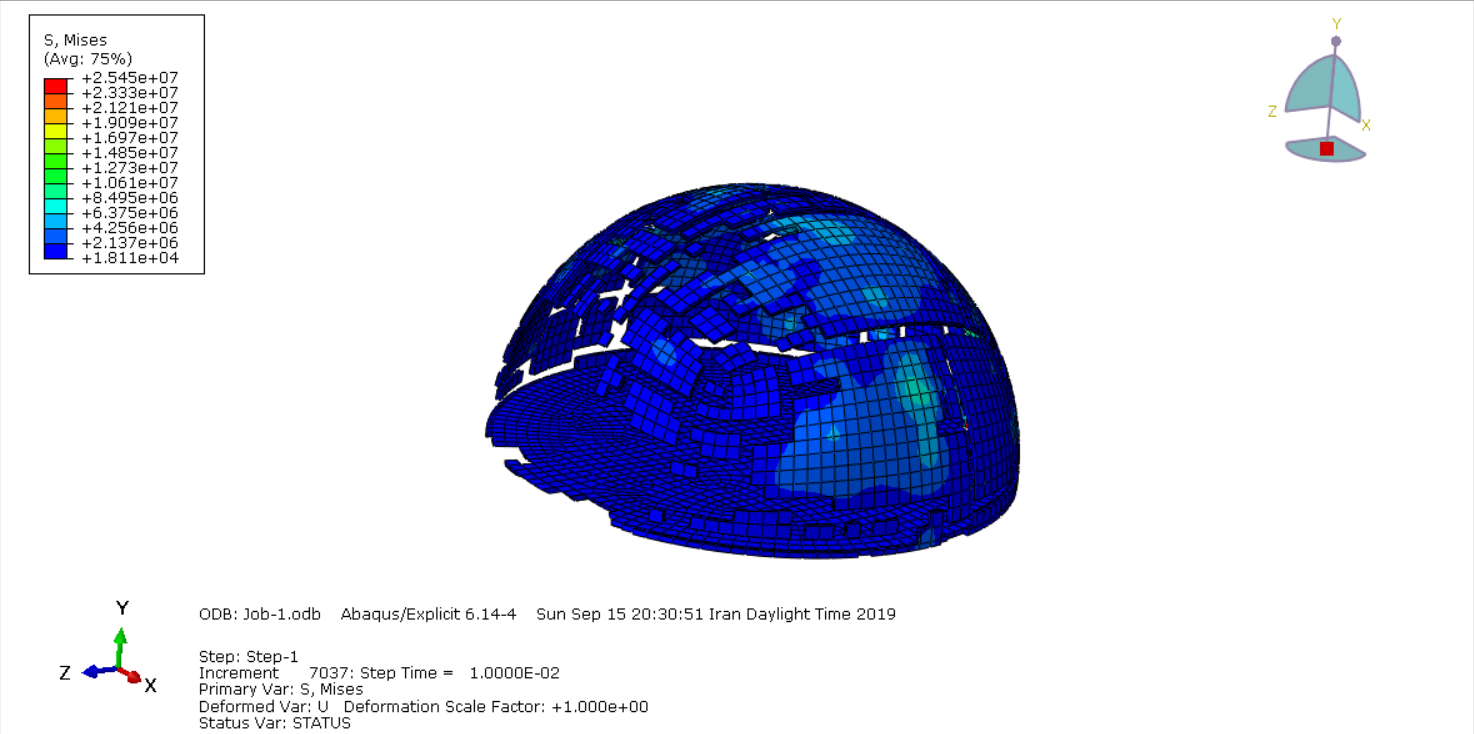 S, Mises
(Avg: 75%)
+2.545e+07
+2.333e+07
+2.121e+07
+1.909e+07
+1.697e+07
+1.485e+07
+1.273e+07
+1.061e+07
+8.495e+06
+6.375e+06
+4.256e+06
+2.137e+06
+1.811e+04
Y
Z
X
Y
Z
X
ODB: Job-1.odb    Abaqus/Explicit 6.14-4    Sun Sep 15 20:30:51 Iran Daylight Time 2019
Step: Step-1
Increment    7037: Step Time =   1.0000E-02
Primary Var: S, Mises
Deformed Var: U   Deformation Scale Factor: +1.000e+00
Status Var: STATUS